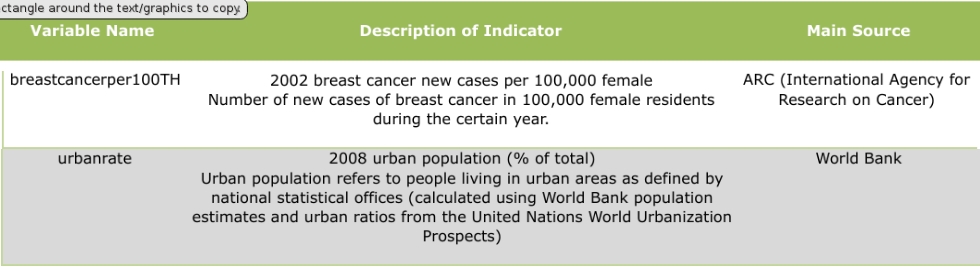 ctangle around the text/graphics to copy.
Variable Name Description of Indicator Main Source
breastcancerper100TH 2002 breast cancer new cases per 100,000 female ARC (International Agency for
Number of new cases of breast cancer in 100,000 female residents Research on Cancer)
during the certain year.
urbanrate 2008 urban population (% of total) World Bank
Urban population refers to people living in urban areas as defined by
national statistical offices (calculated using World Bank population
estimates and urban ratios from the United Nations World Urbanization
Prospects)